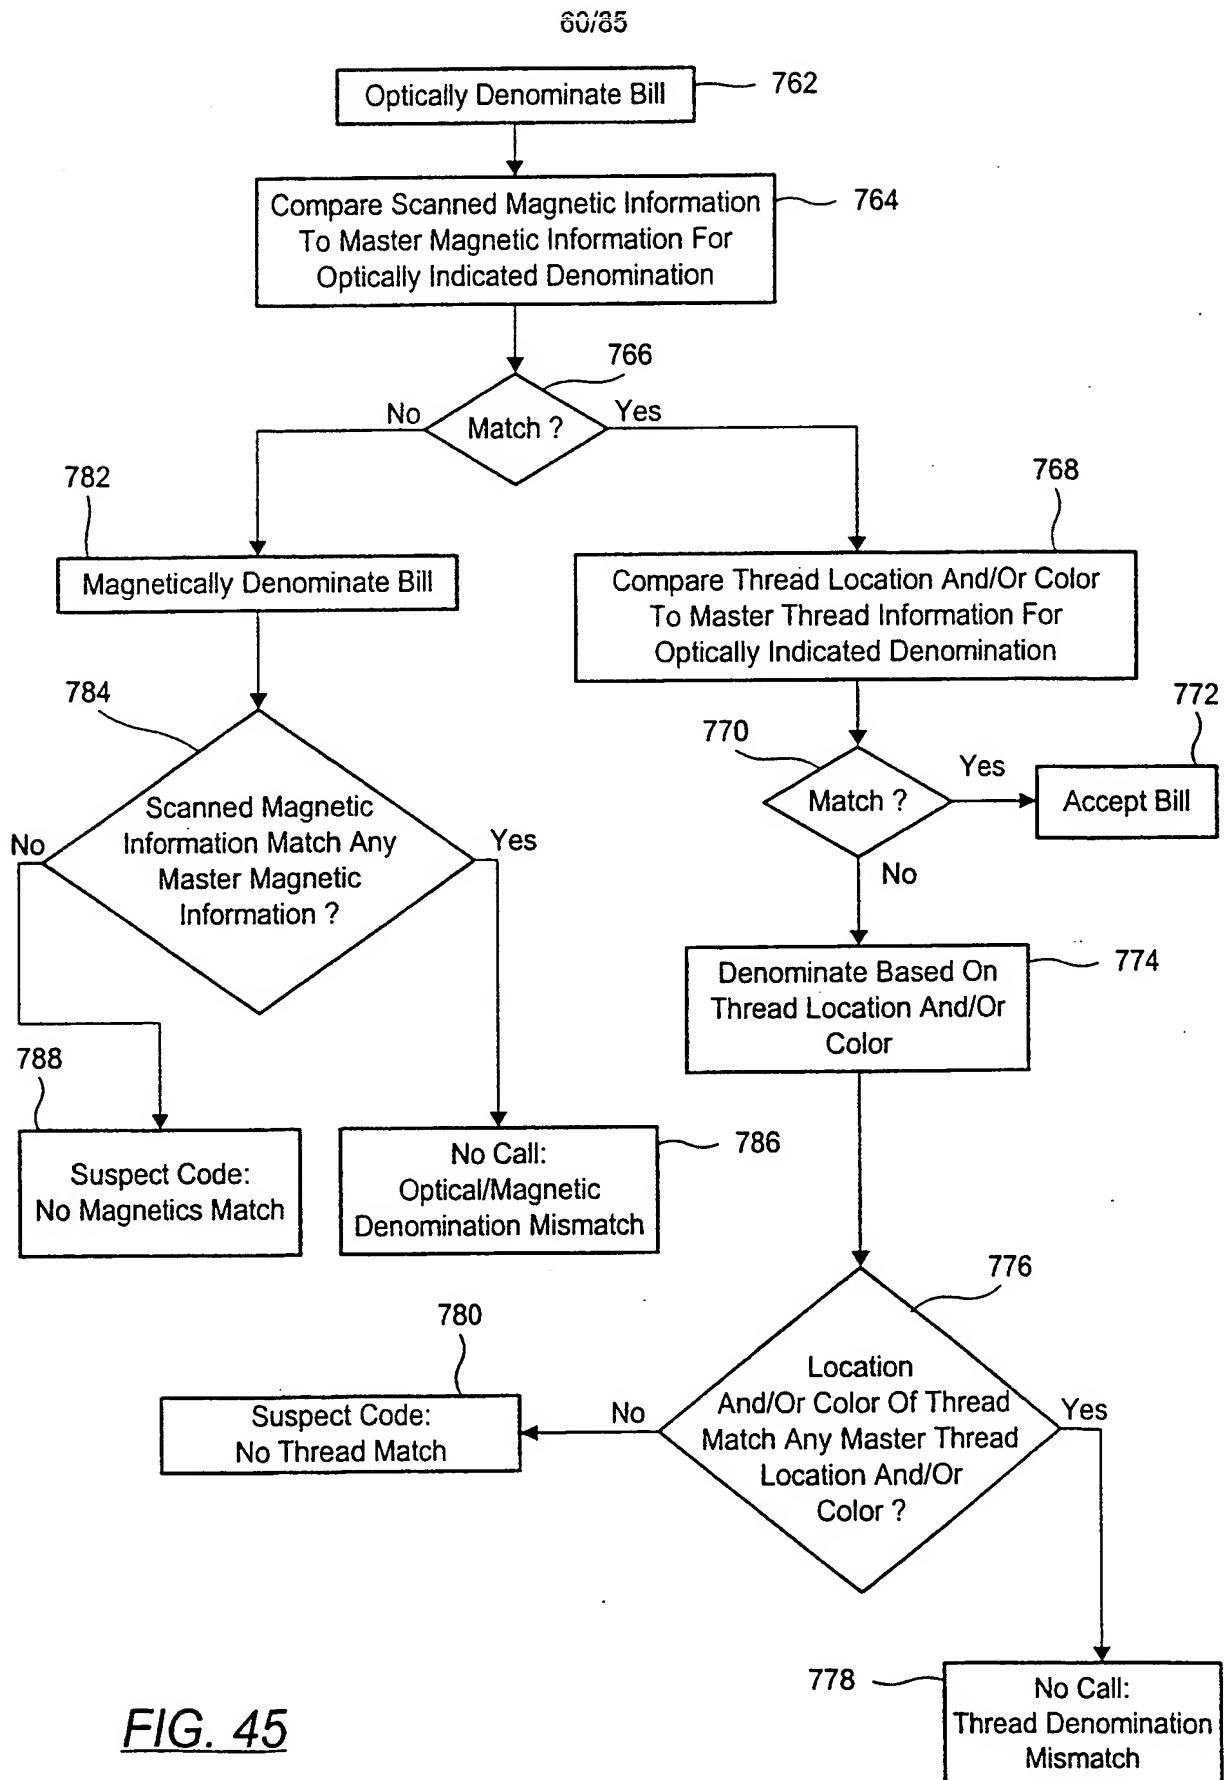 60/85
Optically Denominate Bill
762
Compare Scanned Magnetic Information
To Master Magnetic Information For
Optically Indicated Denomination
764
766
Match ?
No
Yes
782
Magnetically Denominate Bill
768
Compare Thread Location And/Or Color
To Master Thread Information For
Optically Indicated Denomination
784
Scanned Magnetic
Information Match Any
Master Magnetic
Information ?
No
Yes
770
Match ?
Yes
No
772
Accept Bill
774
Denominate Based On
Thread Location And/Or
Color
788
Suspect Code:
No Magnetics Match
786
No Call:
Optical/Magnetic
Denomination Mismatch
776
Location
And/Or Color Of Thread
Match Any Master Thread
Location And/Or
Color ?
No
Yes
780
Suspect Code:
No Thread Match
778
No Call:
Thread Denomination
Mismatch
FIG. 45